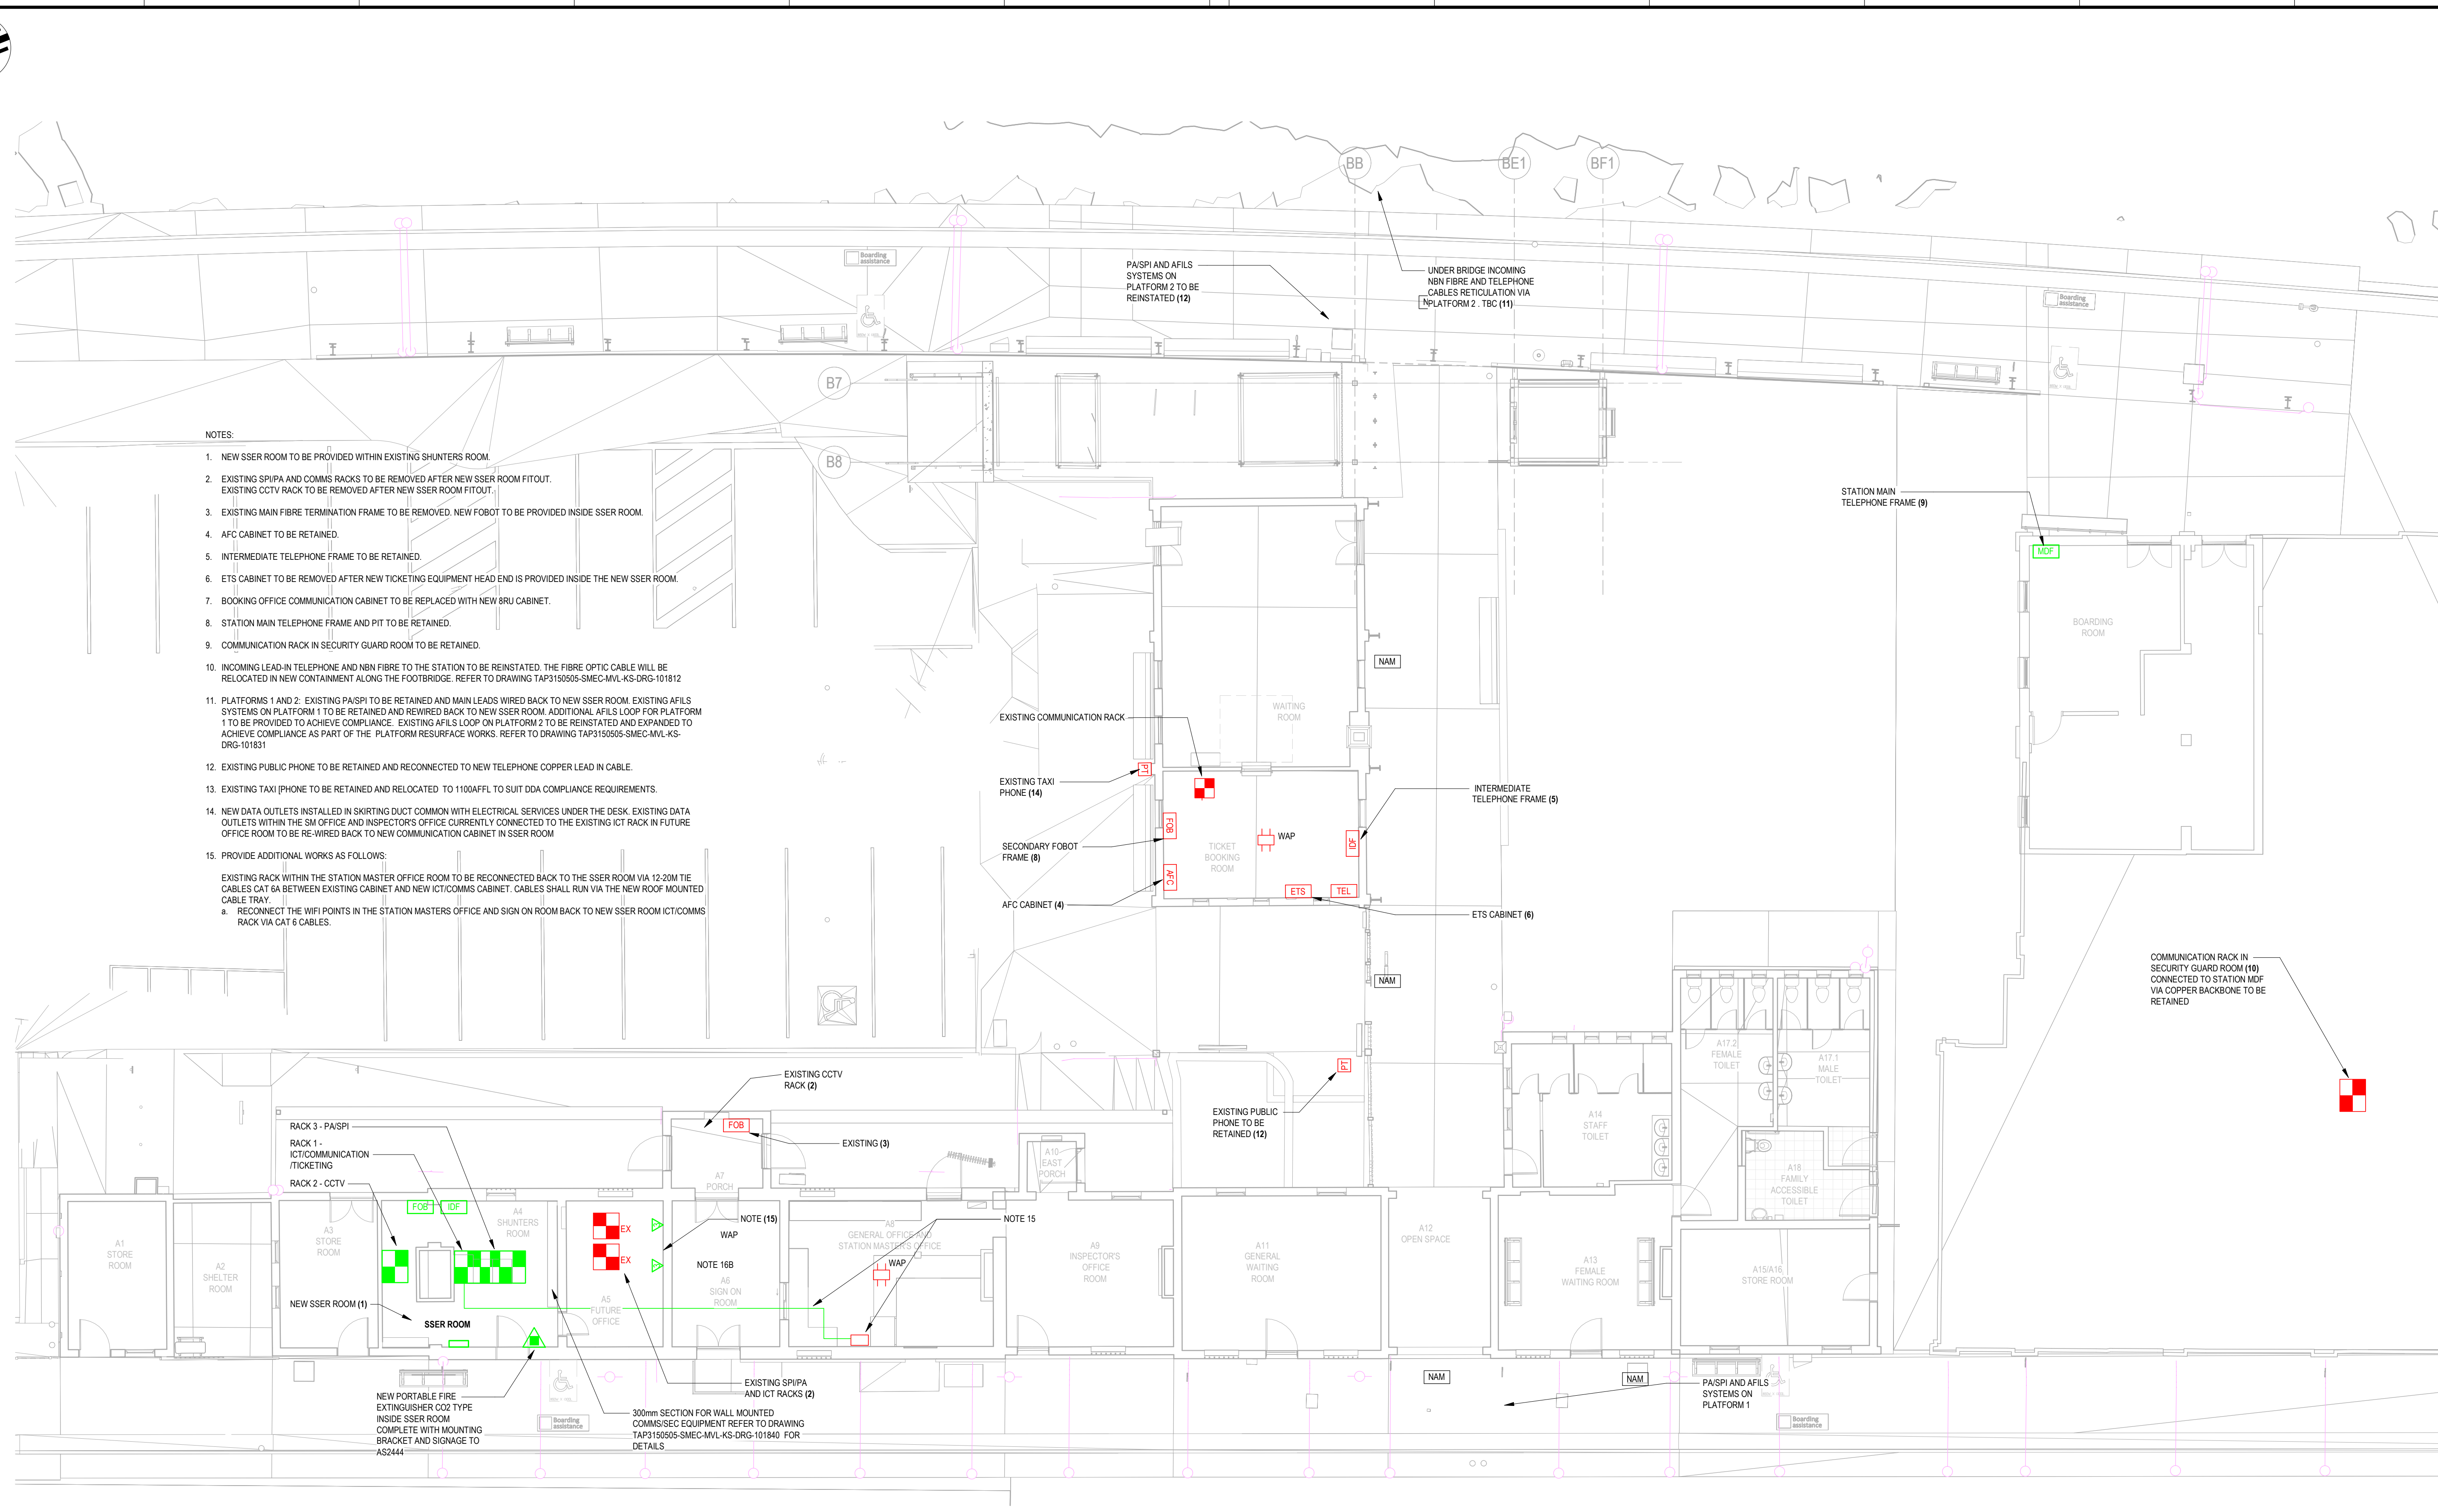 BB
BE1
BF1
Boarding
assistance
PA/SPI AND AFILS
SYSTEMS ON
PLATFORM 2 TO BE
REINSTATED (12)
UNDER BRIDGE INCOMING
NBN FIBRE AND TELEPHONE
CABLES RETICULATION VIA
PLATFORM 2 . TBC (11)
N
Boarding
assistance
B7
B8
NOTES:
1. NEW SSER ROOM TO BE PROVIDED WITHIN EXISTING SHUNTERS ROOM.
2. EXISTING SPI/PA AND COMMS RACKS TO BE REMOVED AFTER NEW SSER ROOM FITOUT.
EXISTING CCTV RACK TO BE REMOVED AFTER NEW SSER ROOM FITOUT.
3. EXISTING MAIN FIBRE TERMINATION FRAME TO BE REMOVED. NEW FOBOT TO BE PROVIDED INSIDE SSER ROOM.
4. AFC CABINET TO BE RETAINED.
5. INTERMEDIATE TELEPHONE FRAME TO BE RETAINED.
6. ETS CABINET TO BE REMOVED AFTER NEW TICKETING EQUIPMENT HEAD END IS PROVIDED INSIDE THE NEW SSER ROOM.
7. BOOKING OFFICE COMMUNICATION CABINET TO BE REPLACED WITH NEW 8RU CABINET.
8. STATION MAIN TELEPHONE FRAME AND PIT TO BE RETAINED.
9. COMMUNICATION RACK IN SECURITY GUARD ROOM TO BE RETAINED.
10. INCOMING LEAD-IN TELEPHONE AND NBN FIBRE TO THE STATION TO BE REINSTATED. THE FIBRE OPTIC CABLE WILL BE
RELOCATED IN NEW CONTAINMENT ALONG THE FOOTBRIDGE. REFER TO DRAWING TAP3150505-SMEC-MVL-KS-DRG-101812
11. PLATFORMS 1 AND 2: EXISTING PA/SPI TO BE RETAINED AND MAIN LEADS WIRED BACK TO NEW SSER ROOM. EXISTING AFILS
SYSTEMS ON PLATFORM 1 TO BE RETAINED AND REWIRED BACK TO NEW SSER ROOM. ADDITIONAL AFILS LOOP FOR PLATFORM
1 TO BE PROVIDED TO ACHIEVE COMPLIANCE. EXISTING AFILS LOOP ON PLATFORM 2 TO BE REINSTATED AND EXPANDED TO
ACHIEVE COMPLIANCE AS PART OF THE PLATFORM RESURFACE WORKS. REFER TO DRAWING TAP3150505-SMEC-MVL-KS-
DRG-101831
12. EXISTING PUBLIC PHONE TO BE RETAINED AND RECONNECTED TO NEW TELEPHONE COPPER LEAD IN CABLE.
13. EXISTING TAXI [PHONE TO BE RETAINED AND RELOCATED TO 1100AFFL TO SUIT DDA COMPLIANCE REQUIREMENTS.
14. NEW DATA OUTLETS INSTALLED IN SKIRTING DUCT COMMON WITH ELECTRICAL SERVICES UNDER THE DESK. EXISTING DATA
OUTLETS WITHIN THE SM OFFICE AND INSPECTOR'S OFFICE CURRENTLY CONNECTED TO THE EXISTING ICT RACK IN FUTURE
OFFICE ROOM TO BE RE-WIRED BACK TO NEW COMMUNICATION CABINET IN SSER ROOM
15. PROVIDE ADDITIONAL WORKS AS FOLLOWS:
EXISTING RACK WITHIN THE STATION MASTER OFFICE ROOM TO BE RECONNECTED BACK TO THE SSER ROOM VIA 12-20M TIE
CABLES CAT 6A BETWEEN EXISTING CABINET AND NEW ICT/COMMS CABINET. CABLES SHALL RUN VIA THE NEW ROOF MOUNTED
CABLE TRAY.
a. RECONNECT THE WIFI POINTS IN THE STATION MASTERS OFFICE AND SIGN ON ROOM BACK TO NEW SSER ROOM ICT/COMMS
RACK VIA CAT 6 CABLES.
STATION MAIN
TELEPHONE FRAME (9)
MDF
BOARDING
ROOM
NAM
WAITING
ROOM
EXISTING COMMUNICATION RACK
EXISTING TAXI
PHONE (14)
PT
INTERMEDIATE
TELEPHONE FRAME (5)
FOB
WAP
IDF
SECONDARY FOBOT
FRAME (8)
TICKET
BOOKING
ROOM
AFC
ETS
TEL
AFC CABINET (4)
ETS CABINET (6)
NAM
COMMUNICATION RACK IN
SECURITY GUARD ROOM (10)
CONNECTED TO STATION MDF
VIA COPPER BACKBONE TO BE
RETAINED
A17.2
FEMALE
TOILET
A17.1
MALE
TOILET
PT
EXISTING CCTV
RACK (2)
EXISTING PUBLIC
PHONE TO BE
RETAINED (12)
A14
STAFF
TOILET
FOB
EXISTING (3)
RACK 3 - PA/SPI
RACK 1 -
ICT/COMMUNICATION
/TICKETING
RACK 2 - CCTV
A10
EAST
PORCH
A7
PORCH
A18
FAMILY
ACCESSIBLE
TOILET
FOB
IDF
A4
SHUNTERS
ROOM
EX
EX
NOTE (15)
WAP
NOTE 16B
A8
GENERAL OFFICE AND
STATION MASTER'S OFFICE
NOTE 15
WAP
A1
STORE
ROOM
A2
SHELTER
ROOM
A3
STORE
ROOM
A5
FUTURE
OFFICE
A6
SIGN ON
ROOM
A9
INSPECTOR'S
OFFICE
ROOM
A11
GENERAL
WAITING
ROOM
A12
OPEN SPACE
A13
FEMALE
WAITING ROOM
A15/A16
STORE ROOM
NEW SSER ROOM (1)
SSER ROOM
NAM
NAM
EXISTING SPI/PA
AND ICT RACKS (2)
PA/SPI AND AFILS
SYSTEMS ON
PLATFORM 1
NEW PORTABLE FIRE
EXTINGUISHER CO2 TYPE
INSIDE SSER ROOM
COMPLETE WITH MOUNTING
BRACKET AND SIGNAGE TO
AS2444
300mm SECTION FOR WALL MOUNTED
COMMS/SEC EQUIPMENT REFER TO DRAWING
TAP3150505-SMEC-MVL-KS-DRG-101840 FOR
DETAILS
Boarding
assistance
Boarding
assistance